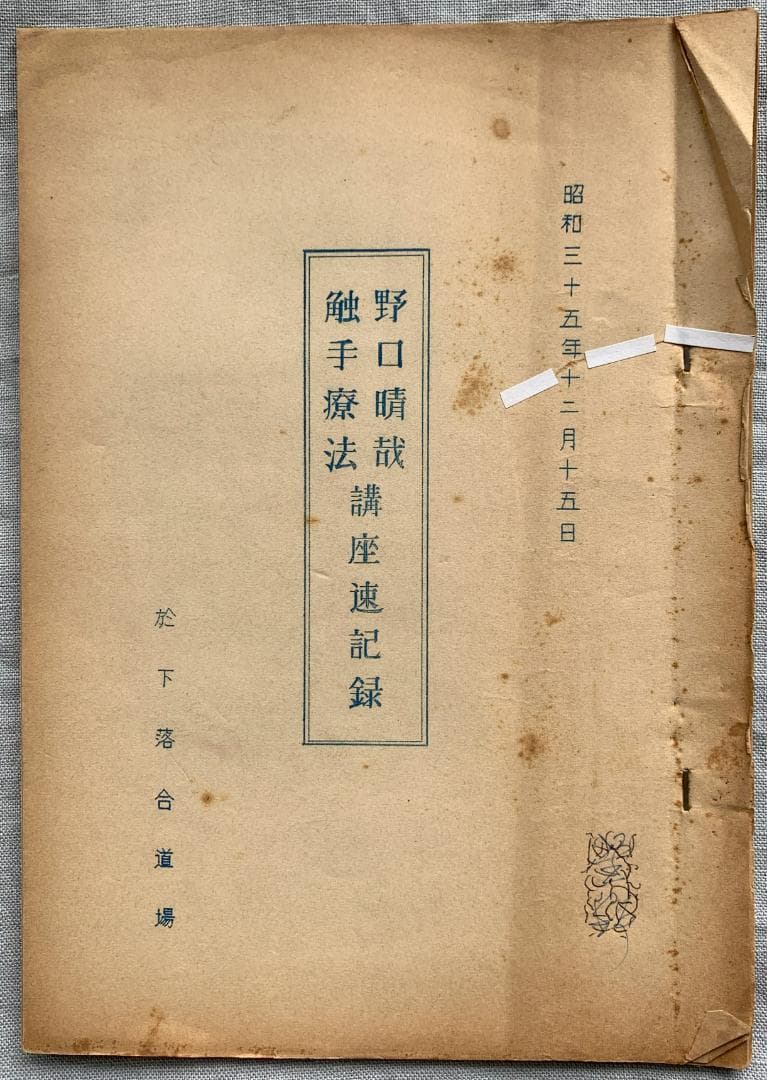 昭和三十五年十二月十五日
野口晴哉
触手療法
講座速記録
於下落合道場